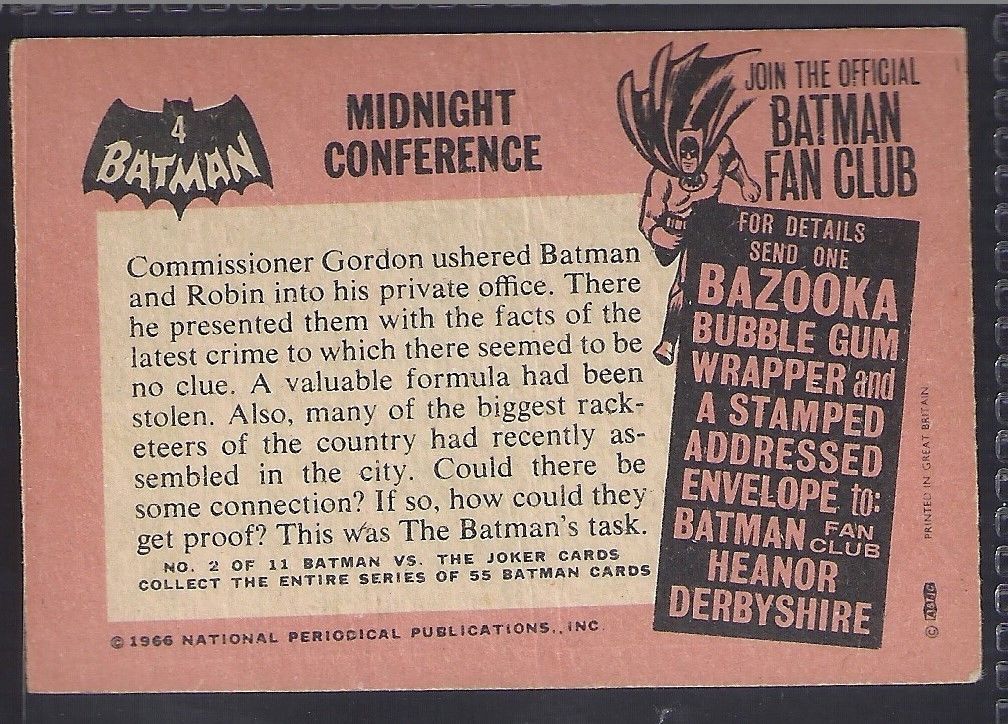 4
BATMAN
MIDNIGHT
CONFERENCE
Commissioner Gordon ushered Batman
and Robin into his private office. There
he presented them with the facts of the
latest crime to which there seemed to be
no clue. A valuable formula had been
stolen. Also, many of the biggest rack-
eteers of the country had recently as-
sembled in the city. Could there be
some connection? If so, how could they
get proof? This was The Batman's task.
NO. 2 OF 11 BATMAN VS. THE JOKER CARDS
COLLECT THE ENTIRE SERIES OF 55 BATMAN CARDS
© 1966 NATIONAL PERIODICAL PUBLICATIONS., INC.
JOIN THE OFFICIAL
BATMAN
FAN CLUB
FOR DETAILS
SEND ONE
BAZOOKA
BUBBLE GUM
WRAPPER and
A STAMPED
ADDRESSED
ENVELOPE to:
BATMAN FAN CLUB
HEANOR
DERBYSHIRE
PRINTED IN GREAT BRITAIN
©